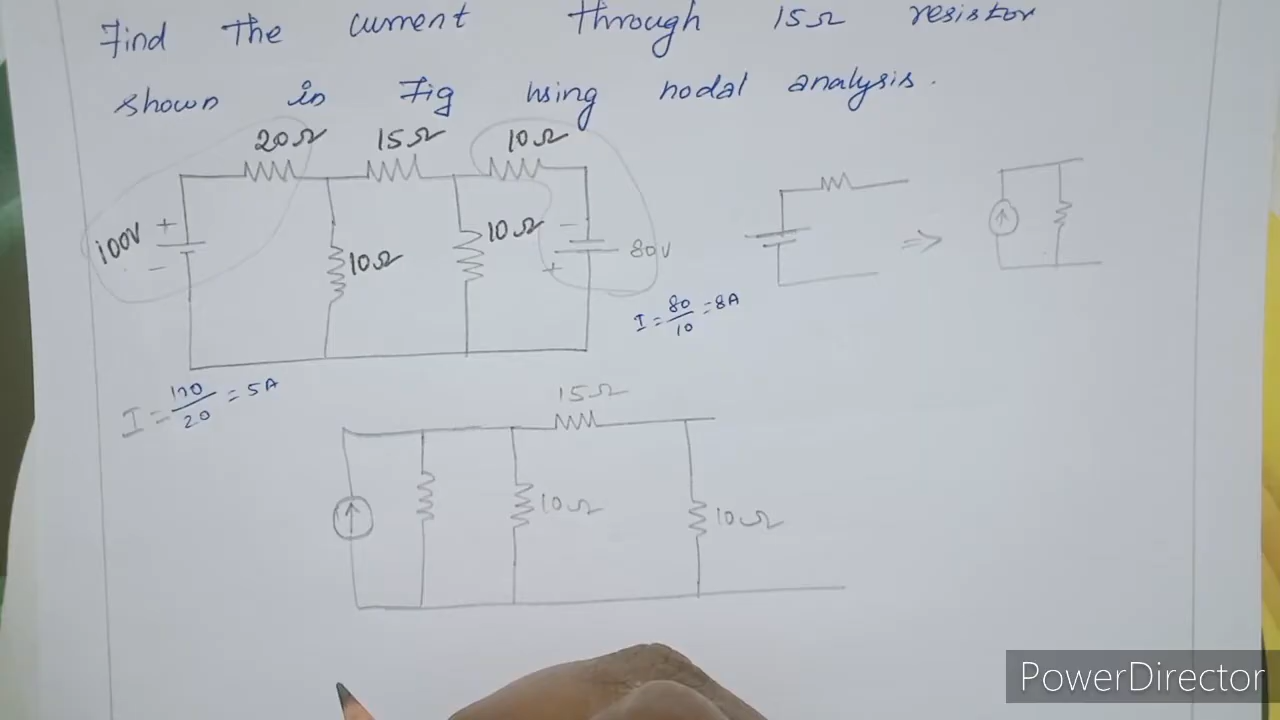 Find the current through 15Ω resistor
shown in Fig using nodal analysis.
20Ω 15Ω 10Ω
+
100V
-
10Ω
10Ω
-
80V
+
I = 80/10 = 8A
I = 100/20 = 5A
⇒
15Ω
10Ω
10Ω
PowerDirector